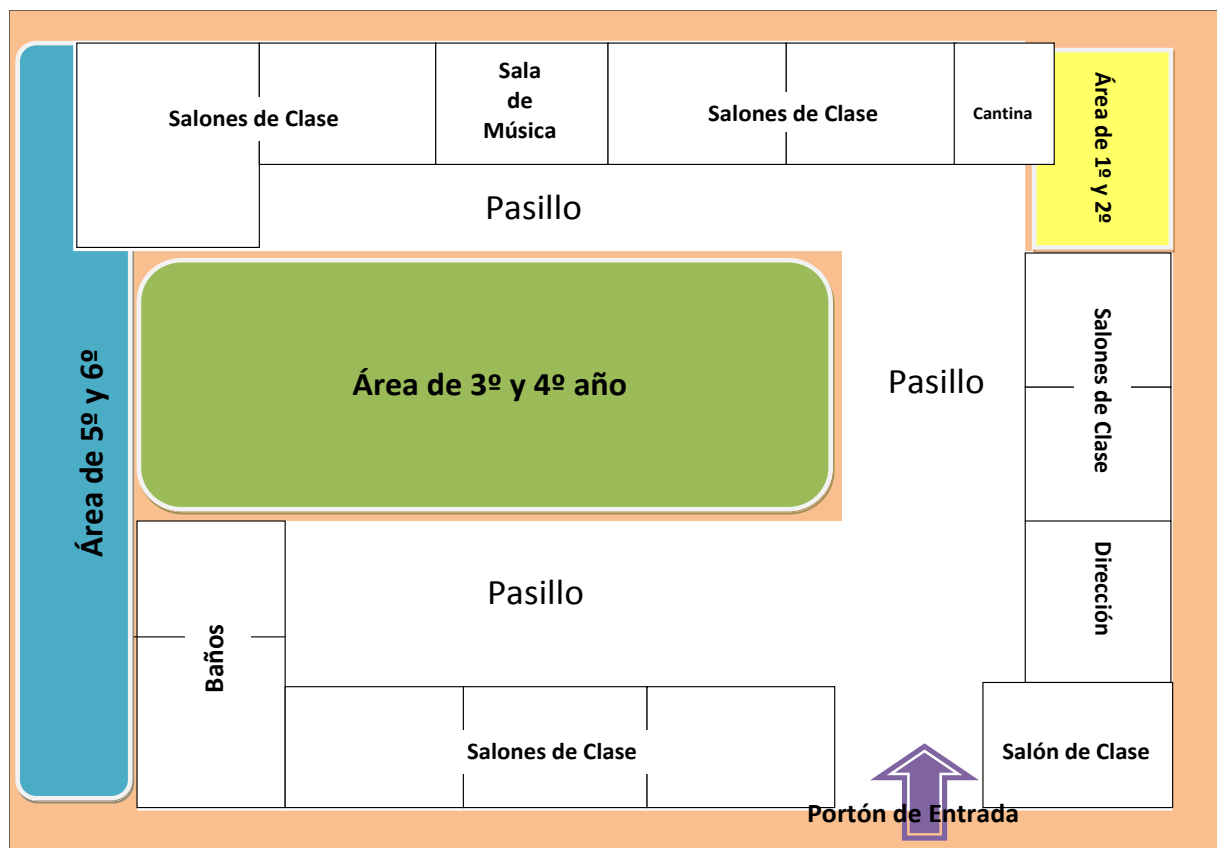 Sala
de
Música
Salones de Clase
Salones de Clase
Cantina
Área de 1º y 2º
Pasillo
Área de 5º y 6º
Área de 3º y 4º año
Pasillo
Salones de Clase
Pasillo
Dirección
Baños
Salones de Clase
Salón de Clase
Portón de Entrada